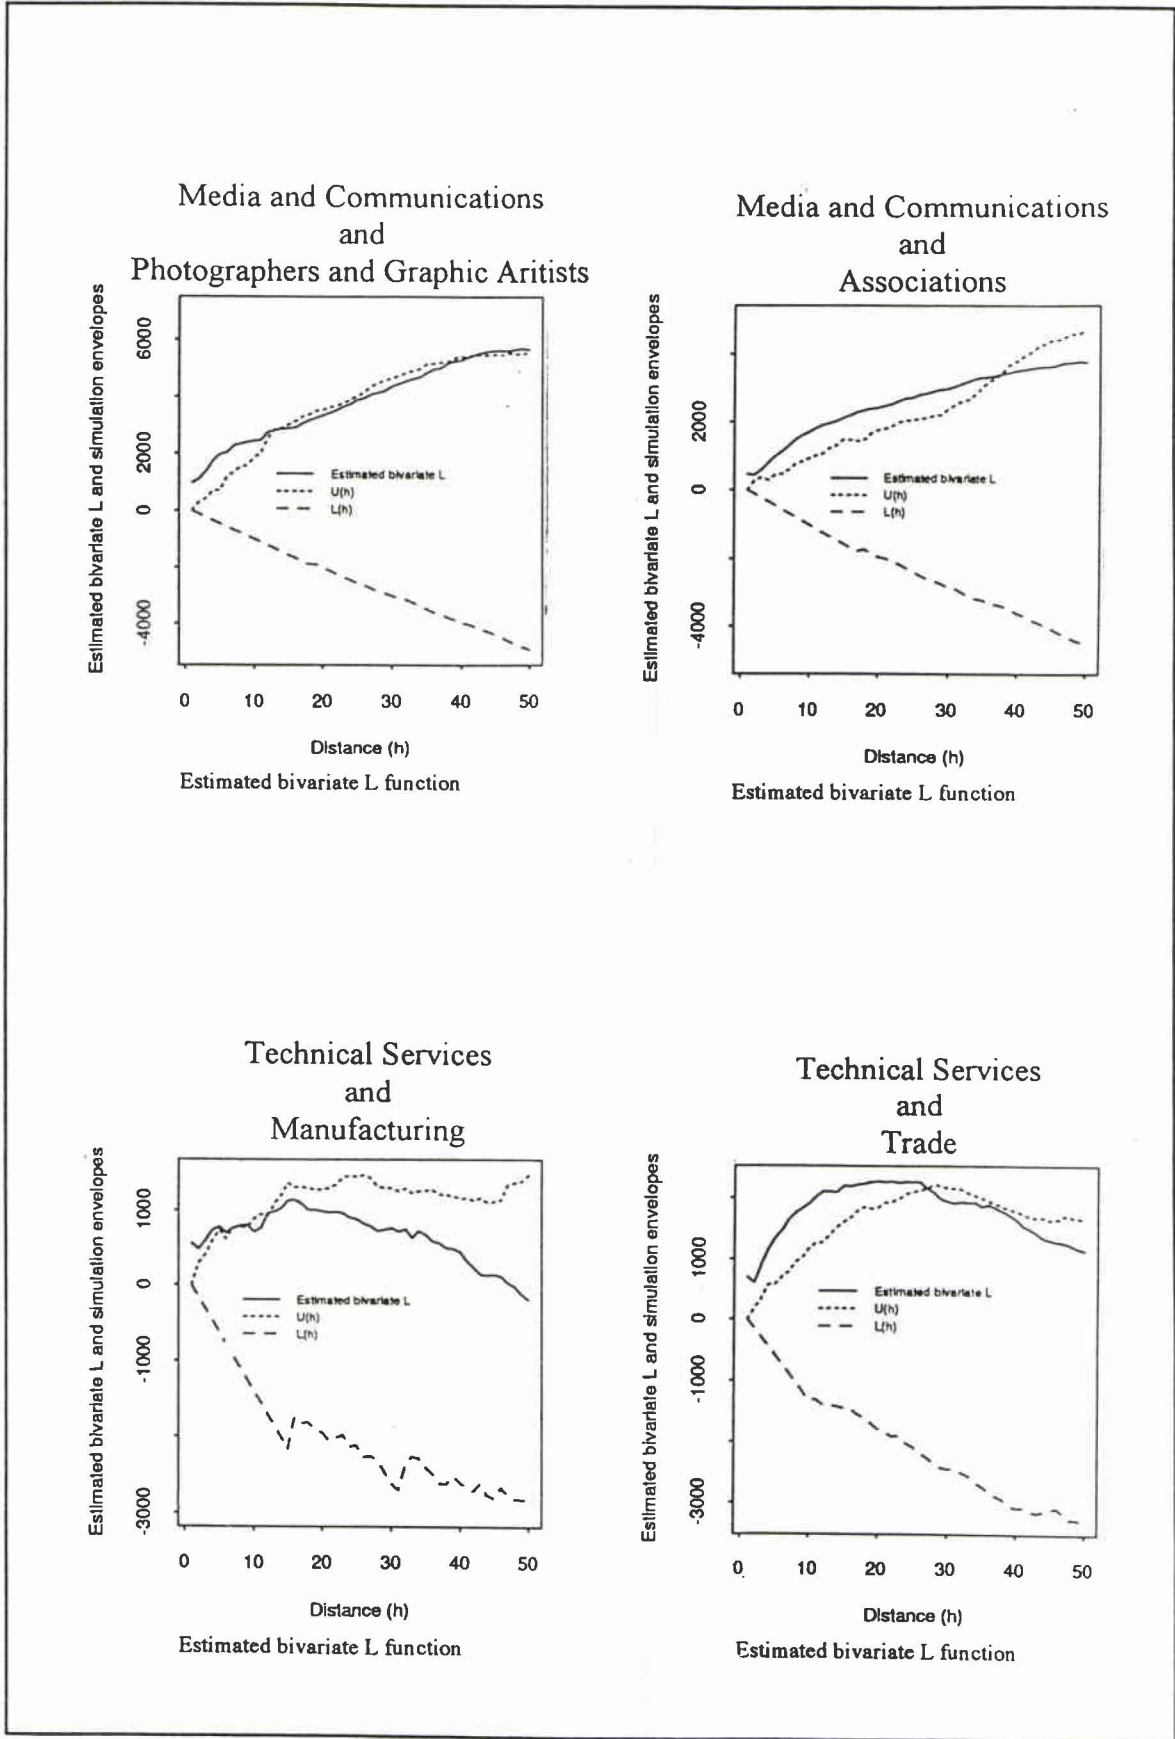 Media and Communications
and
Photographers and Graphic Aritists
Estimated bivariate L and simulation envelopes
6000
2000
0
-4000
Estimated bivariate L
U(h)
L(h)
0 10 20 30 40 50
Distance (h)
Estimated bivariate L function
Media and Communications
and
Associations
Estimated bivariate L and simulation envelopes
2000
0
-4000
Estimated bivariate L
U(h)
L(h)
0 10 20 30 40 50
Distance (h)
Estimated bivariate L function
Technical Services
and
Manufacturing
Estimated bivariate L and simulation envelopes
1000
0
-1000
-3000
Estimated bivariate L
U(h)
L(h)
0 10 20 30 40 50
Distance (h)
Estimated bivariate L function
Technical Services
and
Trade
Estimated bivariate L and simulation envelopes
1000
0
-1000
-3000
Estimated bivariate L
U(h)
L(h)
0 10 20 30 40 50
Distance (h)
Estimated bivariate L function